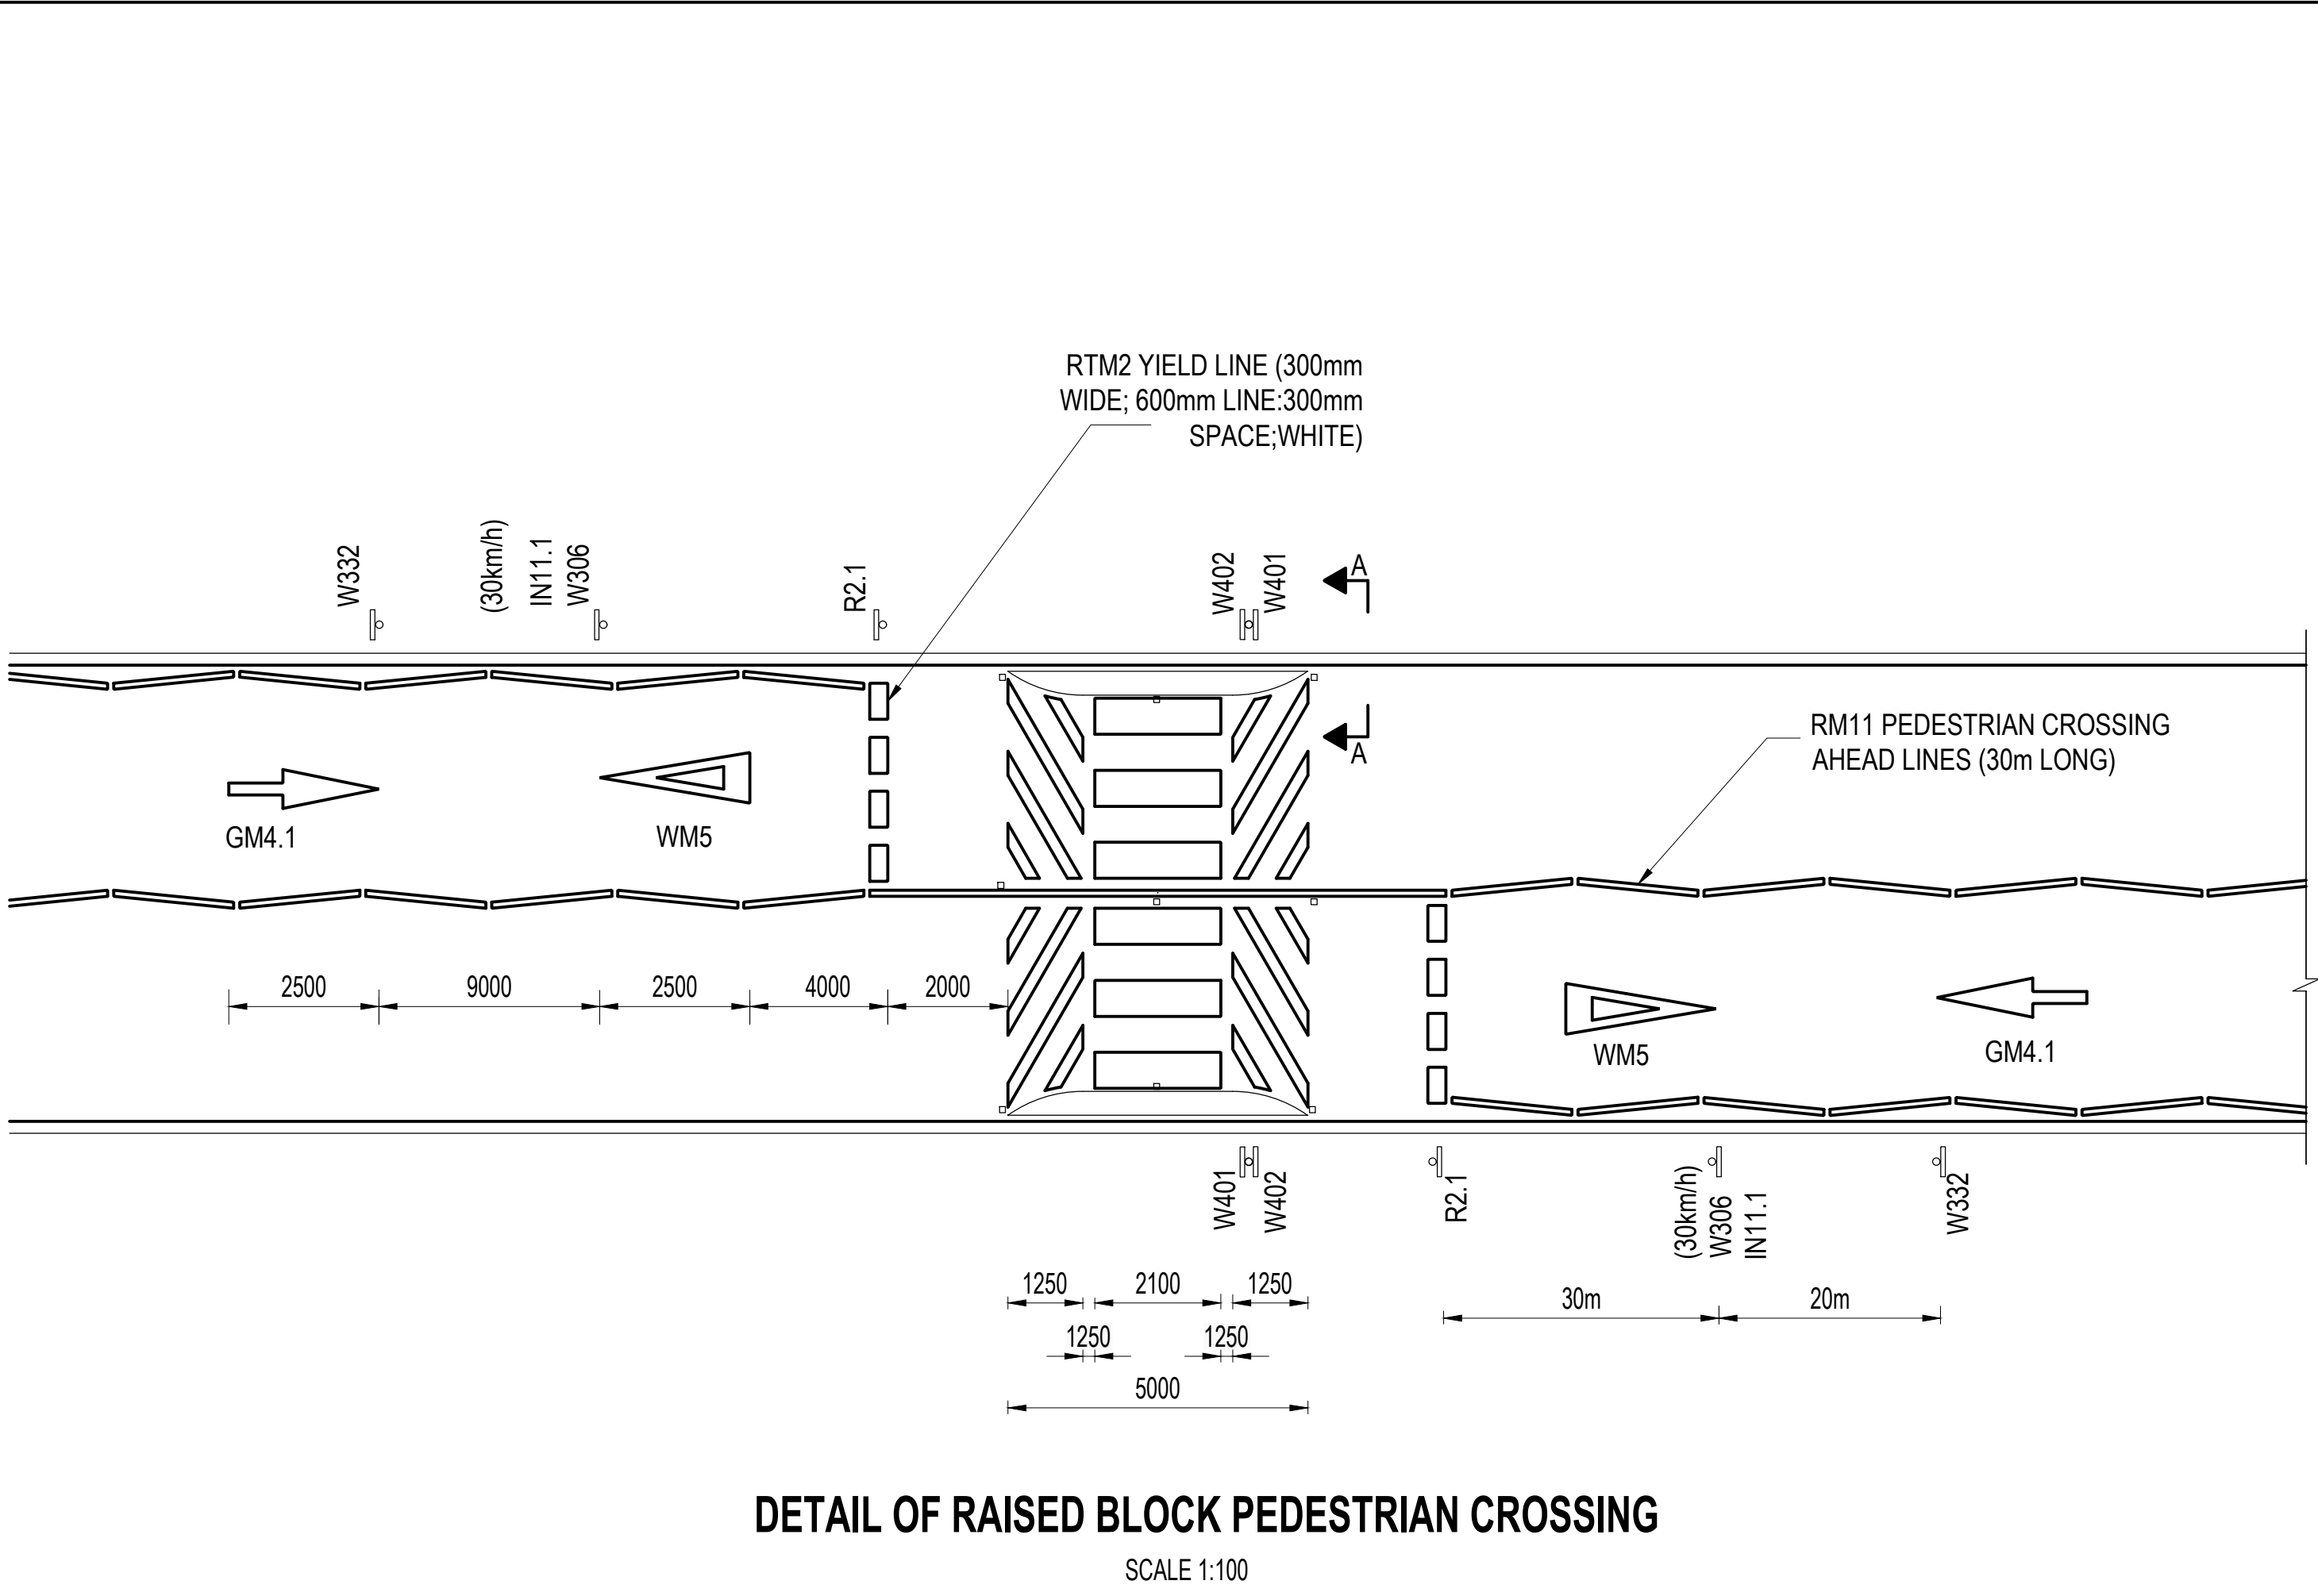 RTM2 YIELD LINE (300mm
WIDE; 600mm LINE:300mm
SPACE;WHITE)
W332
(30km/h)
IN11.1
W306
R2.1
W402
W401
A
A
RM11 PEDESTRIAN CROSSING
AHEAD LINES (30m LONG)
GM4.1
WM5
2500
9000
2500
4000
2000
WM5
GM4.1
W401
W402
R2.1
(30km/h)
W306
IN11.1
W332
1250
2100
1250
1250
1250
5000
30m
20m
DETAIL OF RAISED BLOCK PEDESTRIAN CROSSING
SCALE 1:100